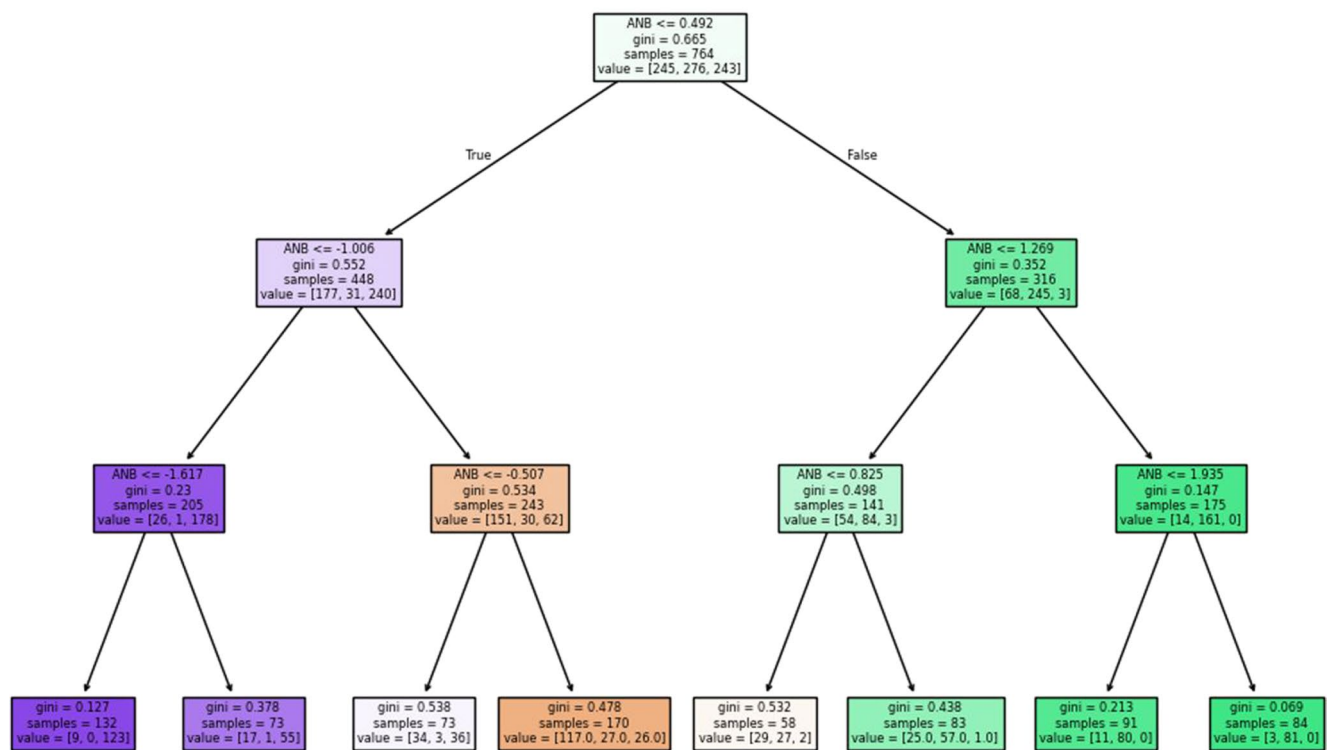 ANB <= 0.492
gini = 0.665
samples = 764
value = [245, 276, 243]
True
False
ANB <= -1.006
gini = 0.552
samples = 448
value = [177, 31, 240]
ANB <= 1.269
gini = 0.352
samples = 316
value = [68, 245, 3]
ANB <= -1.617
gini = 0.23
samples = 205
value = [26, 1, 178]
ANB <= -0.507
gini = 0.534
samples = 243
value = [151, 30, 62]
ANB <= 0.825
gini = 0.498
samples = 141
value = [54, 84, 3]
ANB <= 1.935
gini = 0.147
samples = 175
value = [14, 161, 0]
gini = 0.127
samples = 132
value = [9, 0, 123]
gini = 0.378
samples = 73
value = [17, 1, 55]
gini = 0.538
samples = 73
value = [34, 3, 36]
gini = 0.478
samples = 170
value = [117.0, 27.0, 26.0]
gini = 0.532
samples = 58
value = [29, 27, 2]
gini = 0.438
samples = 83
value = [25.0, 57.0, 1.0]
gini = 0.213
samples = 91
value = [11, 80, 0]
gini = 0.069
samples = 84
value = [3, 81, 0]